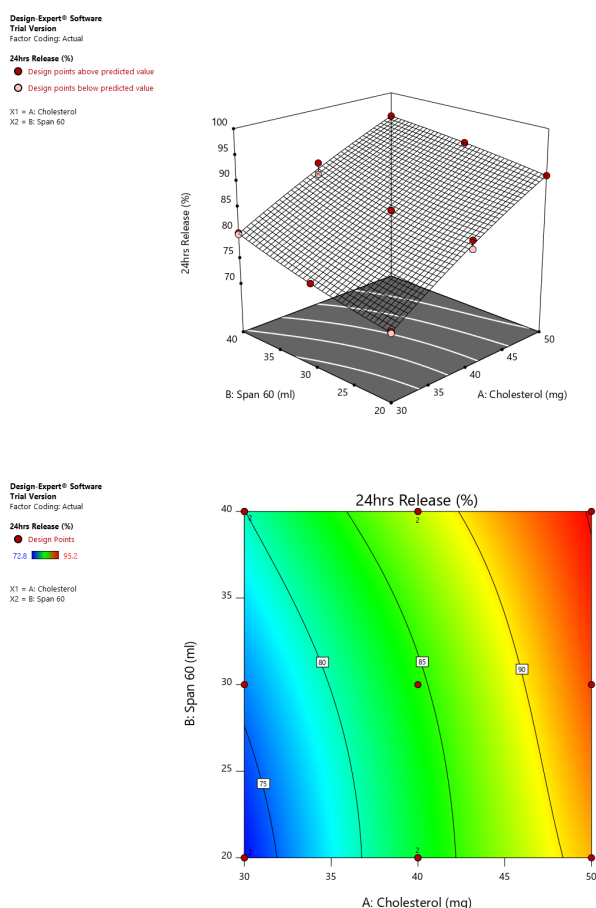 Design-Expert® Software
Trial Version
Factor Coding: Actual
24hrs Release (%)
Design points above predicted value
Design points below predicted value
X1 = A: Cholesterol
X2 = B: Span 60
100
95
90
85
80
75
70
24hrs Release (%)
40
35
30
25
20
30
35
40
45
50
B: Span 60 (ml)
A: Cholesterol (mg)
Design-Expert® Software
Trial Version
Factor Coding: Actual
24hrs Release (%)
Design Points
72.8
95.2
X1 = A: Cholesterol
X2 = B: Span 60
24hrs Release (%)
40
35
30
25
20
B: Span 60 (ml)
2
2
80
85
90
75
2
30
35
40
45
50
A: Cholesterol (mg)